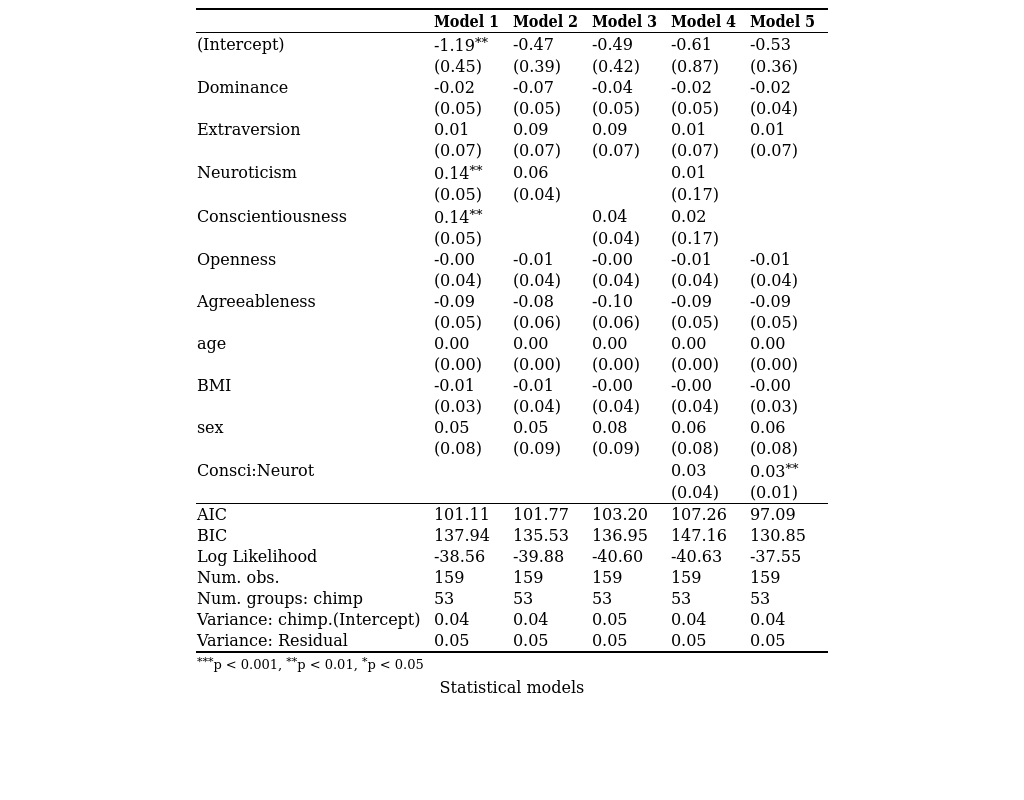 Model 1 Model 2 Model 3 Model 4 Model 5
(Intercept) -1.19** -0.47 -0.49 -0.61 -0.53
(0.45) (0.39) (0.42) (0.87) (0.36)
Dominance -0.02 -0.07 -0.04 -0.02 -0.02
(0.05) (0.05) (0.05) (0.05) (0.04)
Extraversion 0.01 0.09 0.09 0.01 0.01
(0.07) (0.07) (0.07) (0.07) (0.07)
Neuroticism 0.14** 0.06 0.01
(0.05) (0.04) (0.17)
Conscientiousness 0.14** 0.04 0.02
(0.05) (0.04) (0.17)
Openness -0.00 -0.01 -0.00 -0.01 -0.01
(0.04) (0.04) (0.04) (0.04) (0.04)
Agreeableness -0.09 -0.08 -0.10 -0.09 -0.09
(0.05) (0.06) (0.06) (0.05) (0.05)
age 0.00 0.00 0.00 0.00 0.00
(0.00) (0.00) (0.00) (0.00) (0.00)
BMI -0.01 -0.01 -0.00 -0.00 -0.00
(0.03) (0.04) (0.04) (0.04) (0.03)
sex 0.05 0.05 0.08 0.06 0.06
(0.08) (0.09) (0.09) (0.08) (0.08)
Consci:Neurot 0.03 0.03**
(0.04) (0.01)
AIC 101.11 101.77 103.20 107.26 97.09
BIC 137.94 135.53 136.95 147.16 130.85
Log Likelihood -38.56 -39.88 -40.60 -40.63 -37.55
Num. obs. 159 159 159 159 159
Num. groups: chimp 53 53 53 53 53
Variance: chimp.(Intercept) 0.04 0.04 0.05 0.04 0.04
Variance: Residual 0.05 0.05 0.05 0.05 0.05
***p < 0.001, **p < 0.01, *p < 0.05
Statistical models